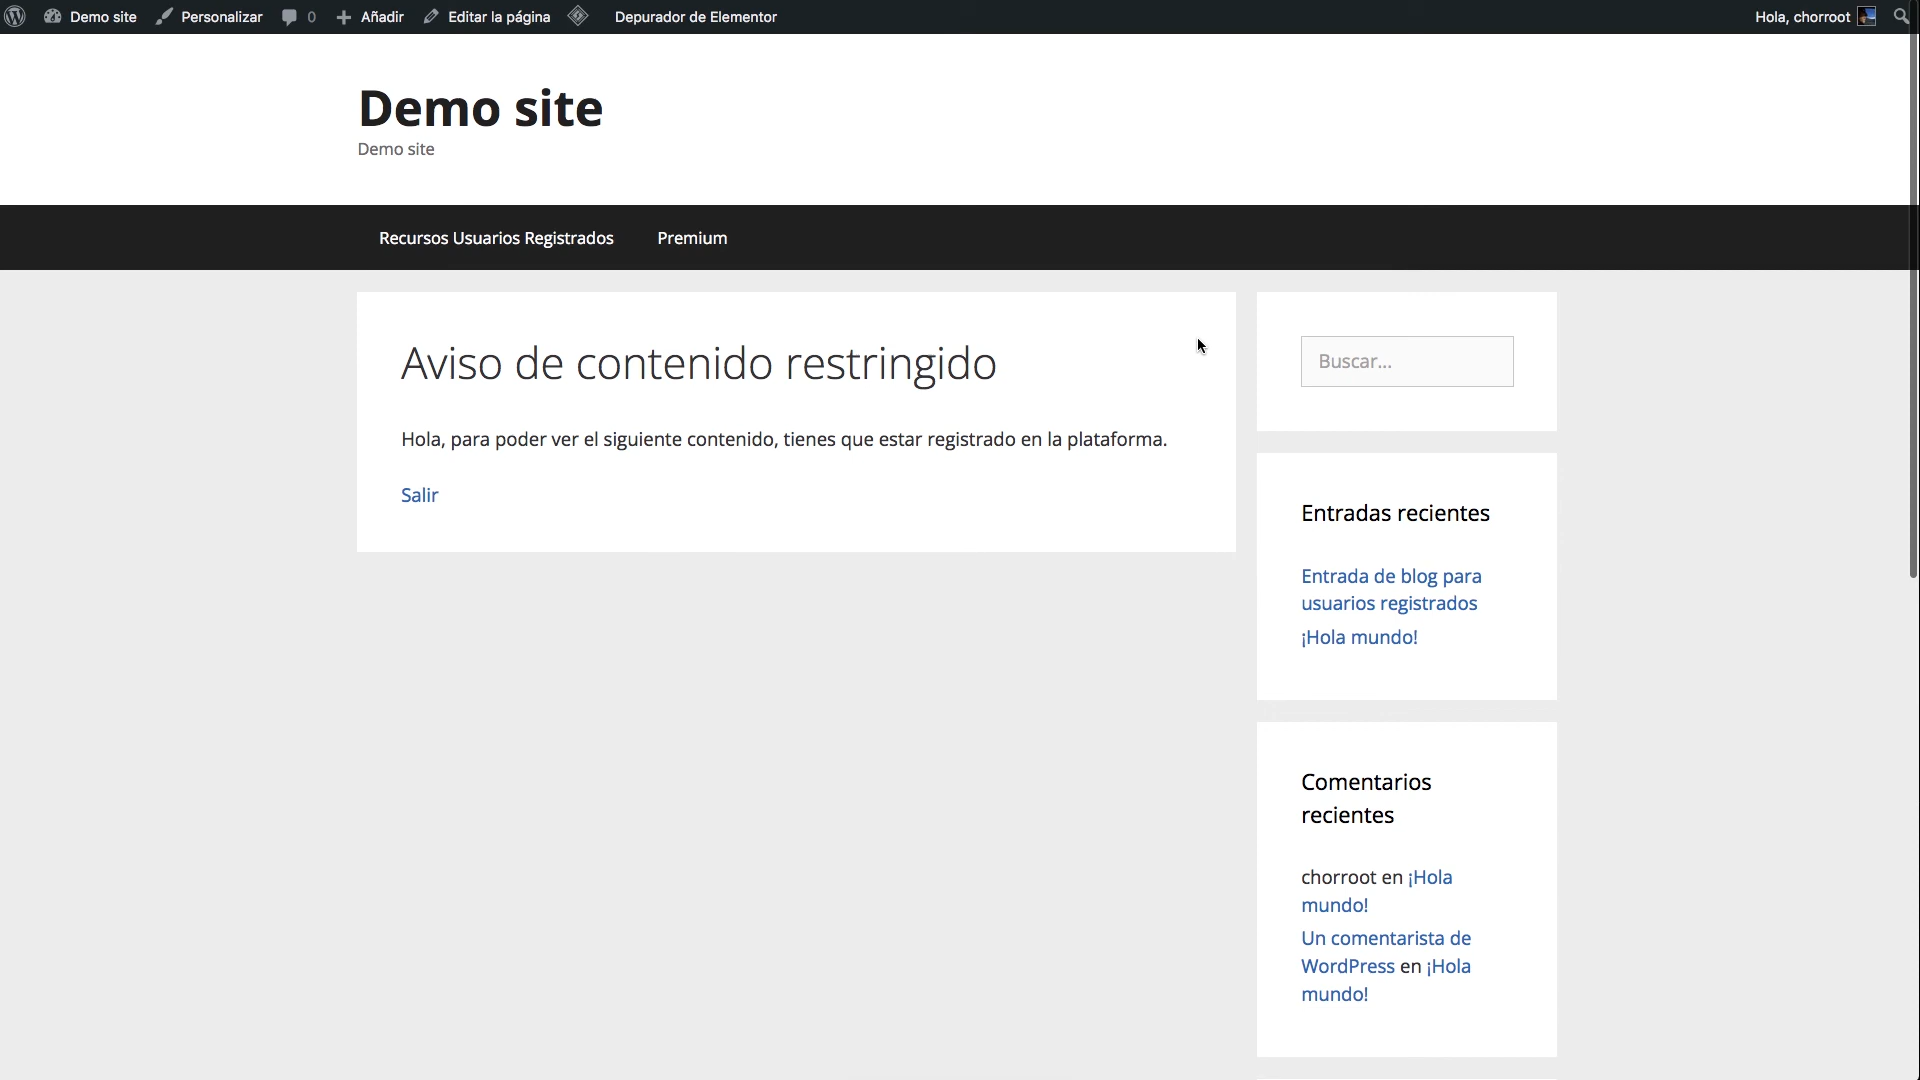 Demo site
Personalizar
0
Añadir
Editar la página
Depurador de Elementor
Hola, chorroot
Demo site
Demo site
Recursos Usuarios Registrados
Premium
Aviso de contenido restringido
Hola, para poder ver el siguiente contenido, tienes que estar registrado en la plataforma.
Salir
Buscar...
Entradas recientes
Entrada de blog para
usuarios registrados
¡Hola mundo!
Comentarios
recientes
chorroot en ¡Hola
mundo!
Un comentarista de
WordPress en ¡Hola
mundo!